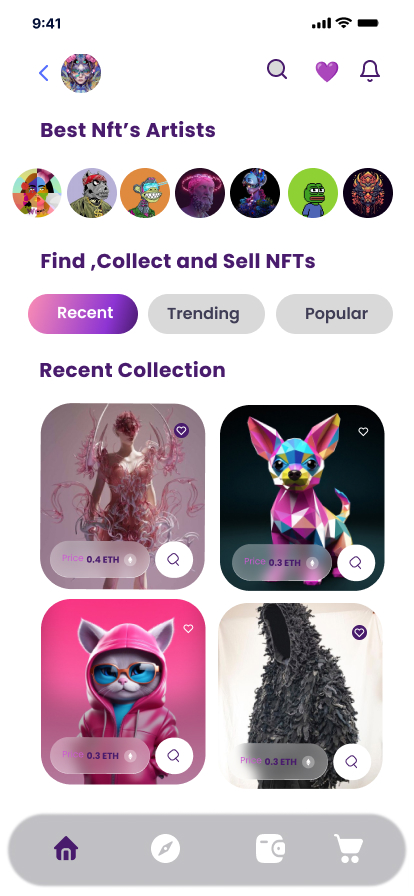 9:41
Best Nft's Artists
Find ,Collect and Sell NFTs
Recent Trending Popular
Recent Collection
Price 0.4 ETH
Price 0.3 ETH
Price 0.3 ETH
Price 0.3 ETH